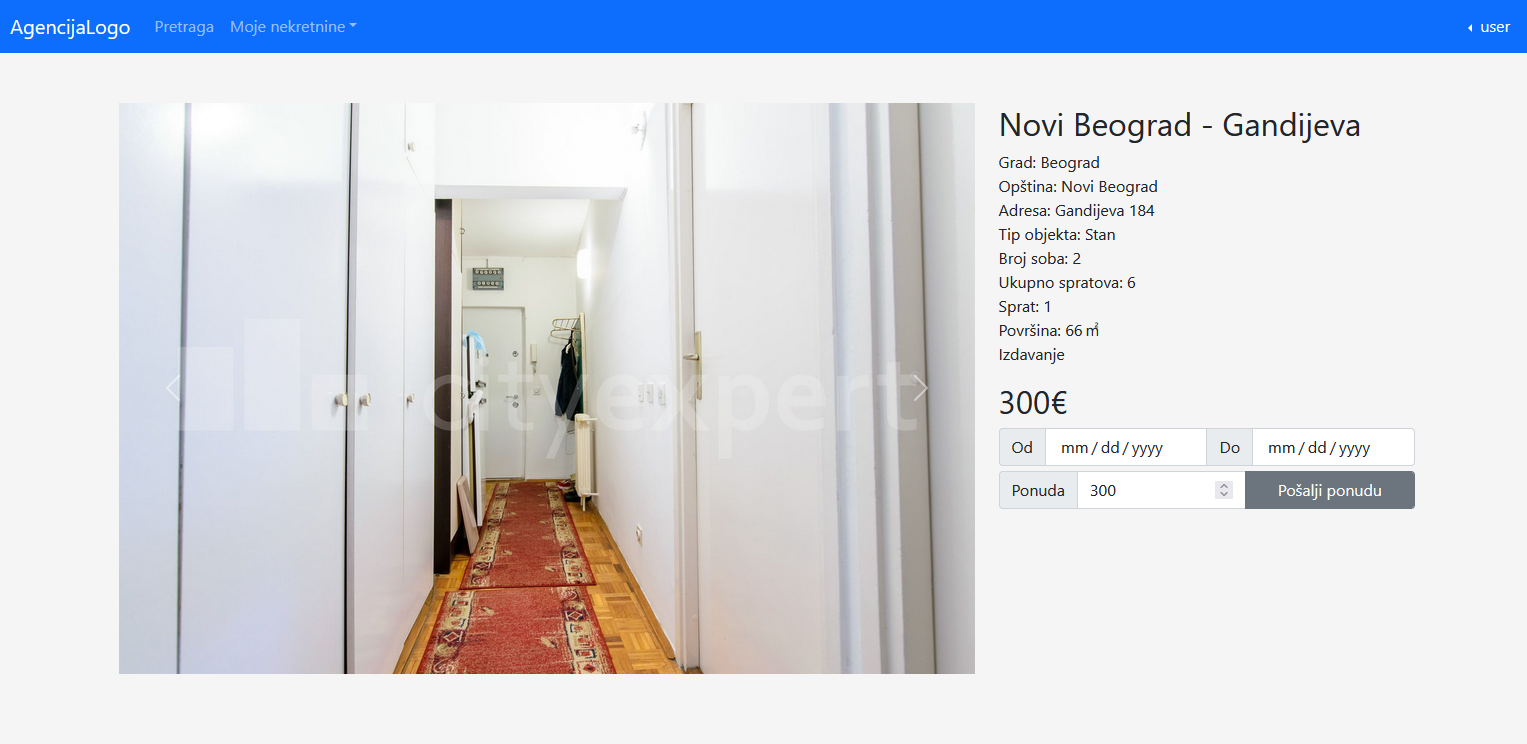 AgencijaLogo Pretraga Moje nekretnine user
cityexpert
Novi Beograd - Gandijeva
Grad: Beograd
Opština: Novi Beograd
Adresa: Gandijeva 184
Tip objekta: Stan
Broj soba: 2
Ukupno spratova: 6
Sprat: 1
Površina: 66 ㎡
Izdavanje
300€
Od mm/dd/yyyy Do mm/dd/yyyy
Ponuda 300 Pošalji ponudu